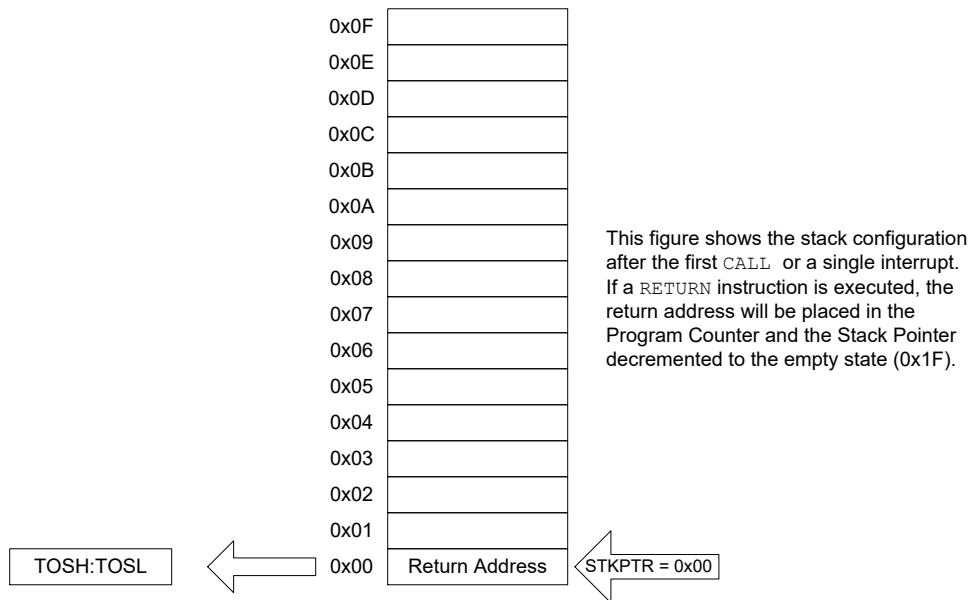 0x0F
0x0E
0x0D
0x0C
0x0B
0x0A
0x09
0x08
0x07
0x06
0x05
0x04
0x03
0x02
0x01
This figure shows the stack configuration
after the first CALL or a single interrupt.
If a RETURN instruction is executed, the
return address will be placed in the
Program Counter and the Stack Pointer
decremented to the empty state (0x1F).
TOSH:TOSL 0x00 Return Address STKPTR = 0x00